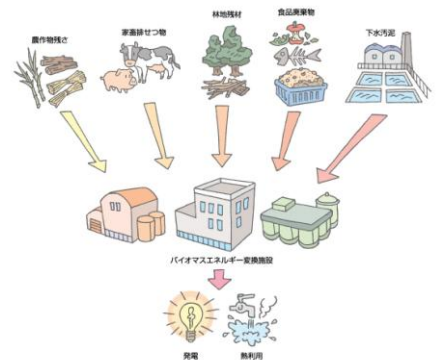 農作物残さ
家畜排せつ物
林地残材
食品廃棄物
下水汚泥
バイオマスエネルギー変換施設
発電
熱利用